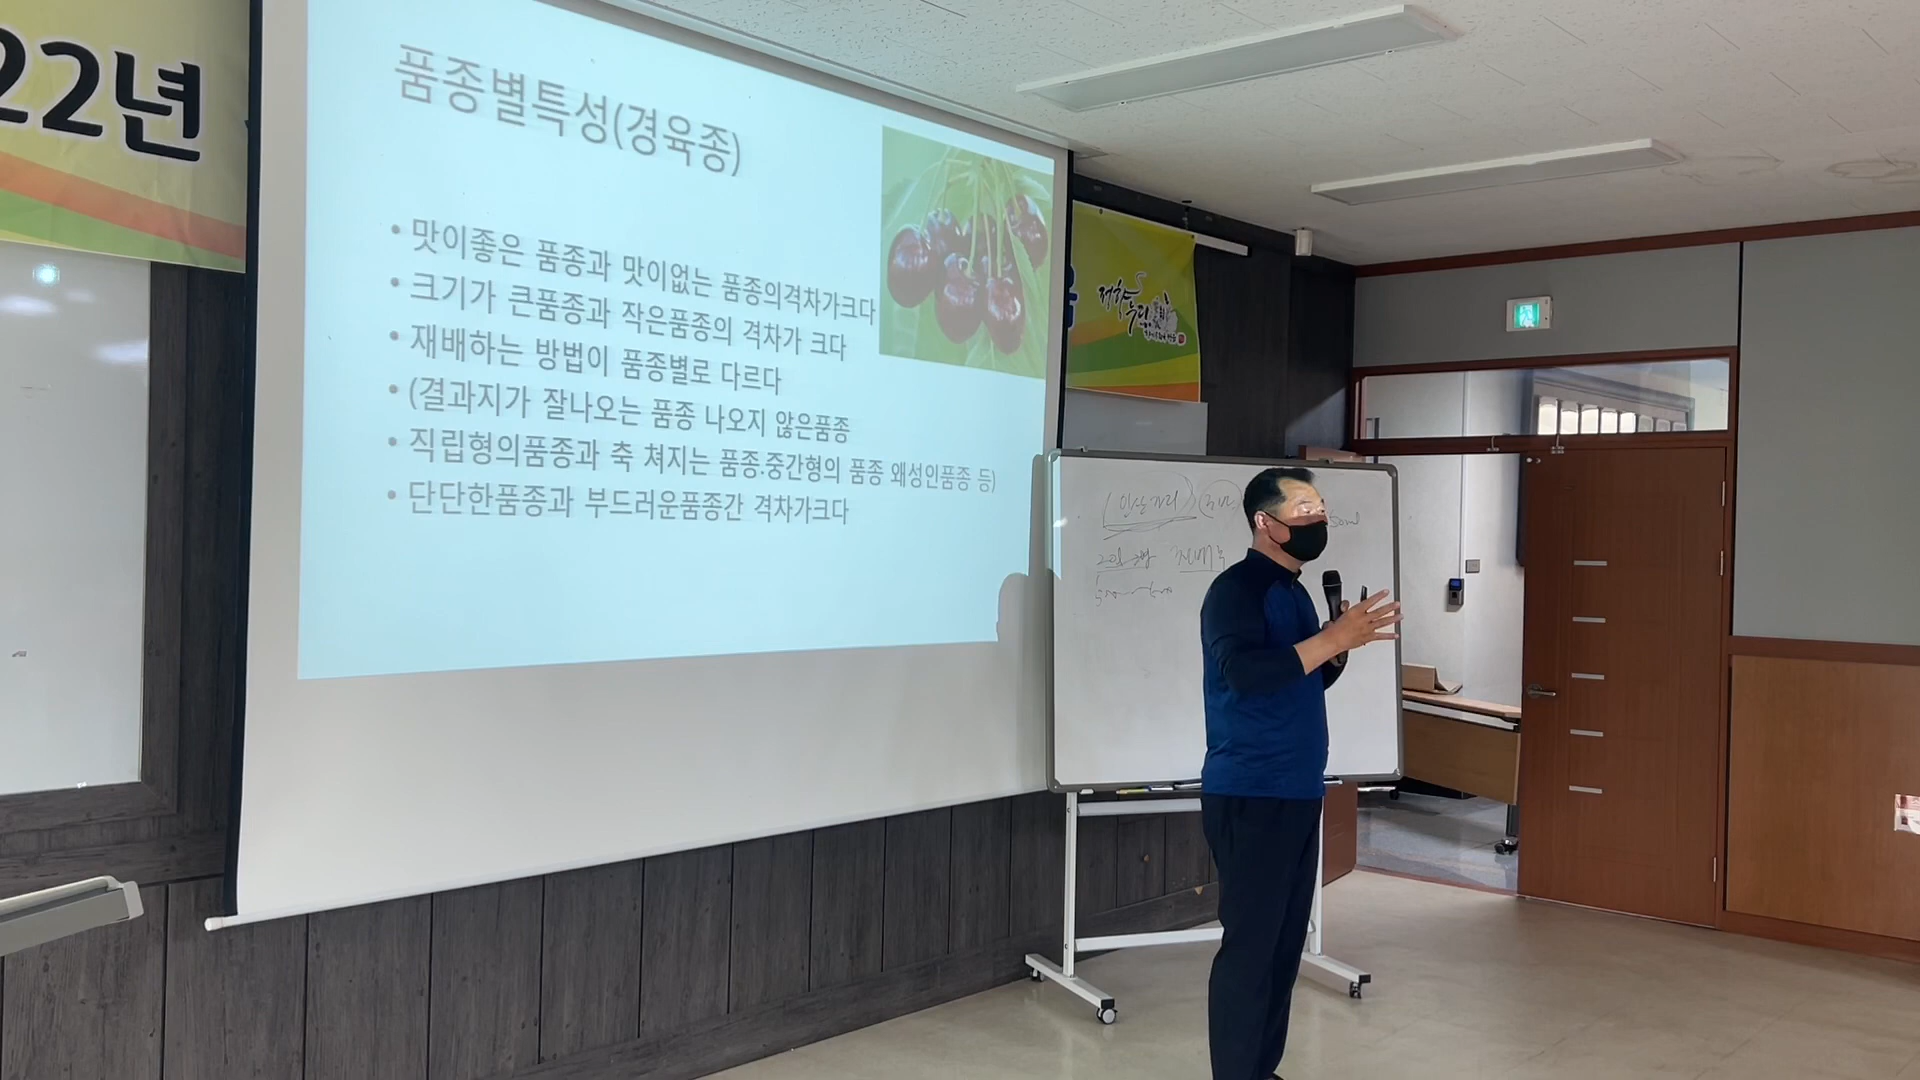 22년
품종별특성(경육종)
• 맛이좋은 품종과 맛이없는 품종의격차가크다
• 크기가 큰품종과 작은품종의 격차가 크다
• 재배하는 방법이 품종별로 다르다
• (결과지가 잘나오는 품종 나오지 않은품종
• 직립형의품종과 축 쳐지는 품종.중간형의 품종 왜성인품종 등)
• 단단한품종과 부드러운품종간 격차가크다